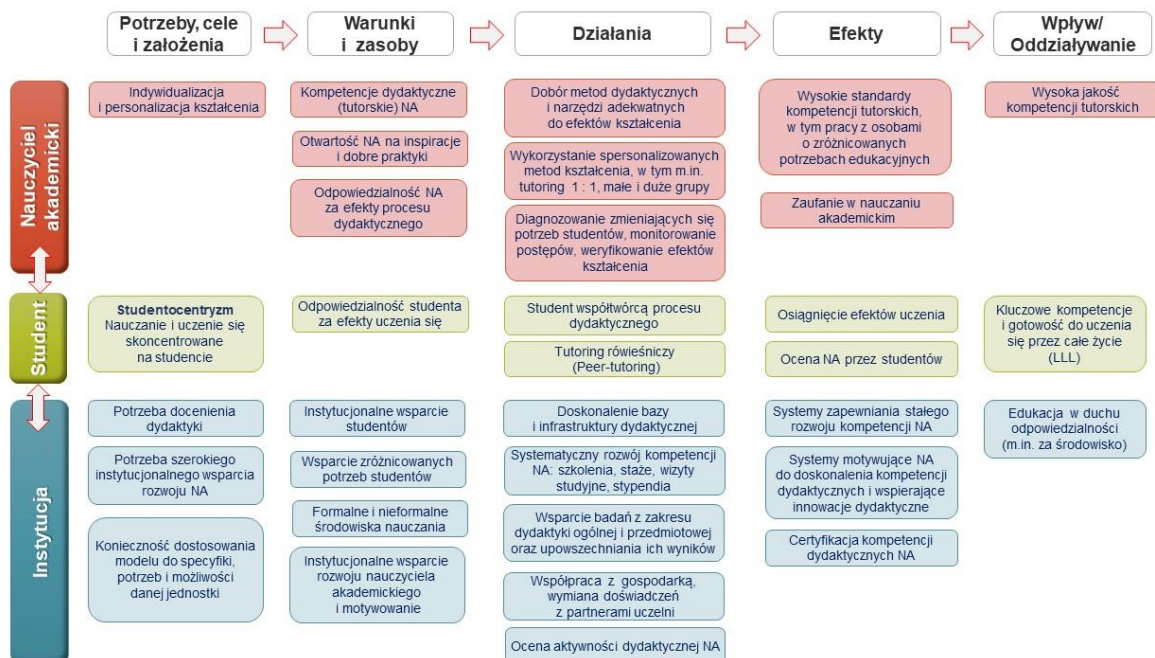 Potrzeby, cele
i założenia
Warunki
i zasoby
Działania
Efekty
Wpływ/
Oddziaływanie
Nauczyciel
akademicki
Indywidualizacja
i personalizacja kształcenia
Kompetencje dydaktyczne
(tutorskie) NA
Otwartość NA na inspiracje
i dobre praktyki
Odpowiedzialność NA
za efekty procesu
dydaktycznego
Dobór metod dydaktycznych
i narzędzi adekwatnych
do efektów kształcenia
Wykorzystanie spersonalizowanych
metod kształcenia, w tym m.in.
tutoring 1 : 1, małe i duże grupy
Diagnozowanie zmieniających się
potrzeb studentów, monitorowanie
postępów, weryfikowanie efektów
kształcenia
Wysokie standardy
kompetencji tutorskich,
w tym pracy z osobami
o zróżnicowanych
potrzebach edukacyjnych
Zaufanie w nauczaniu
akademickim
Wysoka jakość
kompetencji tutorskich
Student
Studentocentryzm
Nauczanie i uczenie się
skoncentrowane
na studencie
Odpowiedzialność studenta
za efekty uczenia się
Student współtwórcą procesu
dydaktycznego
Tutoring rówieśniczy
(Peer-tutoring)
Osiągnięcie efektów uczenia
Ocena NA przez studentów
Kluczowe kompetencje
i gotowość do uczenia
się przez całe życie
(LLL)
Instytucja
Potrzeba docenienia
dydaktyki
Potrzeba szerokiego
instytucjonalnego wsparcia
rozwoju NA
Konieczność dostosowania
modelu do specyfiki,
potrzeb i możliwości
danej jednostki
Instytucjonalne wsparcie
studentów
Wsparcie zróżnicowanych
potrzeb studentów
Formalne i nieformalne
środowiska nauczania
Instytucjonalne wsparcie
rozwoju nauczyciela
akademickiego
i motywowanie
Doskonalenie bazy
i infrastruktury dydaktycznej
Systematyczny rozwój kompetencji
NA: szkolenia, staże, wizyty
studyjne, stypendia
Wsparcie badań z zakresu
dydaktyki ogólnej i przedmiotowej
oraz upowszechniania ich wyników
Współpraca z gospodarką,
wymiana doświadczeń
z partnerami uczelni
Ocena aktywności dydaktycznej NA
Systemy zapewniania stałego
rozwoju kompetencji NA
Systemy motywujące NA
do doskonalenia kompetencji
dydaktycznych i wspierające
innowacje dydaktyczne
Certyfikacja kompetencji
dydaktycznych NA
Edukacja w duchu
odpowiedzialności
(m.in. za środowisko)